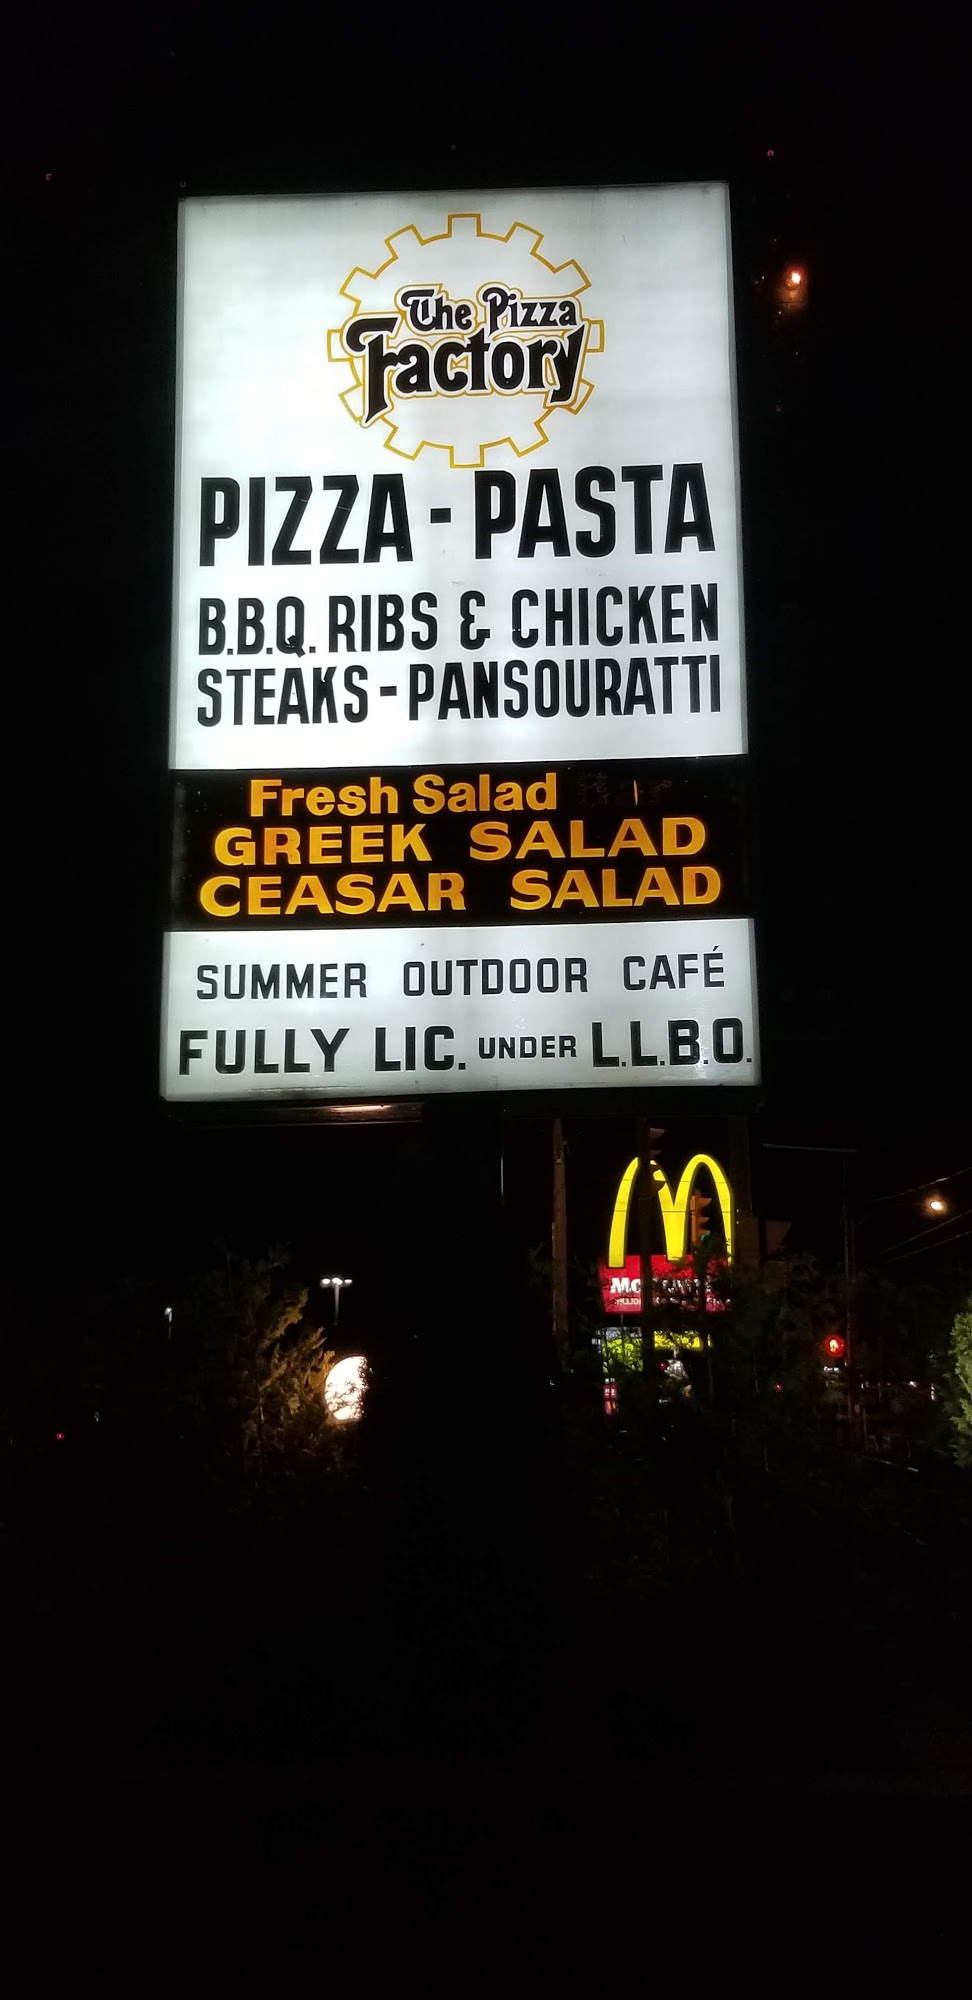 The Pizza
Factory
PIZZA - PASTA
B.B.Q. RIBS & CHICKEN
STEAKS - PANSOURATTI
Fresh Salad
GREEK SALAD
CEASAR SALAD
SUMMER OUTDOOR CAFÉ
FULLY LIC. UNDER L.L.B.O.